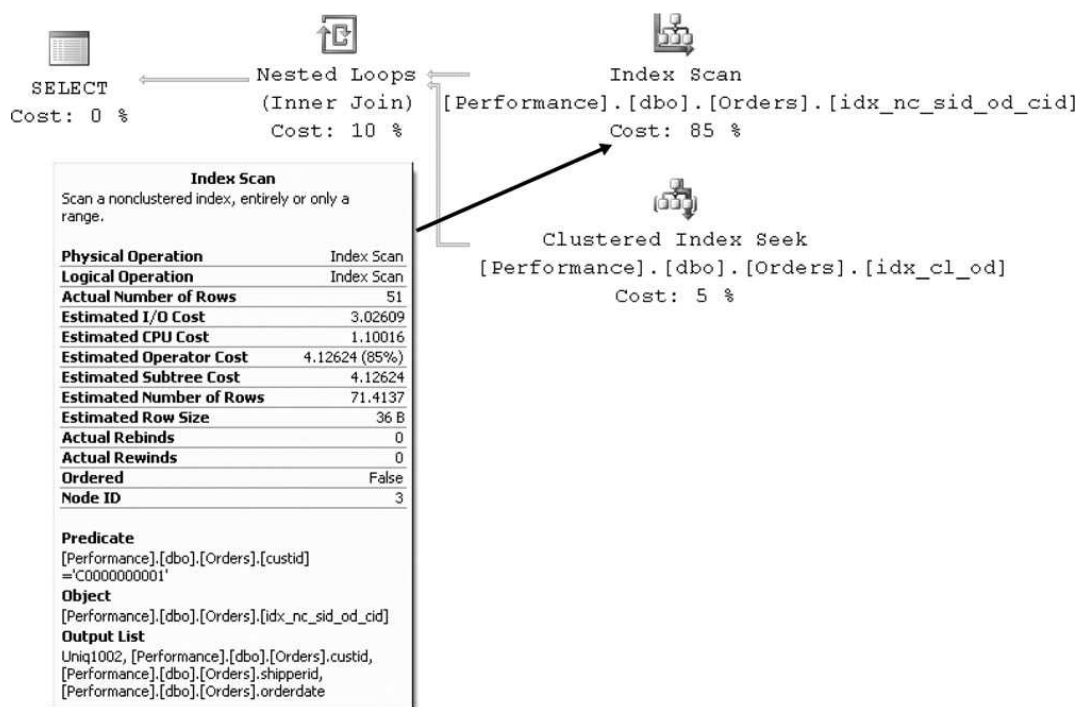 SELECT
Cost: 0 %
Nested Loops
(Inner Join)
Cost: 10 %
Index Scan
[Performance].[dbo].[Orders].[idx_nc_sid_od_cid]
Cost: 85 %
Clustered Index Seek
[Performance].[dbo].[Orders].[idx_cl_od]
Cost: 5 %
Index Scan
Scan a nonclustered index, entirely or only a
range.
Physical Operation Index Scan
Logical Operation Index Scan
Actual Number of Rows 51
Estimated I/O Cost 3.02609
Estimated CPU Cost 1.10016
Estimated Operator Cost 4.12624 (85%)
Estimated Subtree Cost 4.12624
Estimated Number of Rows 71.4137
Estimated Row Size 36 B
Actual Rebinds 0
Actual Rewinds 0
Ordered False
Node ID 3
Predicate
[Performance].[dbo].[Orders].[custid]
='C0000000001'
Object
[Performance].[dbo].[Orders].[idx_nc_sid_od_cid]
Output List
Uniq1002, [Performance].[dbo].[Orders].custid,
[Performance].[dbo].[Orders].shipperid,
[Performance].[dbo].[Orders].orderdate